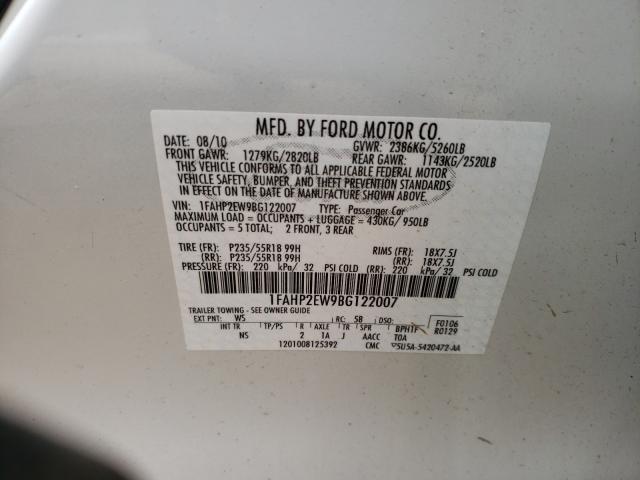 MFD. BY FORD MOTOR CO.
DATE: 08/10 GVWR: 2386KG/5260LB
FRONT GAWR: 1279KG/2820LB REAR GAWR: 1143KG/2520LB
THIS VEHICLE CONFORMS TO ALL APPLICABLE FEDERAL MOTOR
VEHICLE SAFETY, BUMPER, AND THEFT PREVENTION STANDARDS
IN EFFECT ON THE DATE OF MANUFACTURE SHOWN ABOVE.
VIN: 1FAHP2EW9BG122007 TYPE: Passenger Car
MAXIMUM LOAD = OCCUPANTS + LUGGAGE = 430KG/ 950LB
OCCUPANTS = 5 TOTAL; 2 FRONT, 3 REAR
TIRE (FR): P235/55R18 99H RIMS (FR): 18X7.5J
(RR): P235/55R18 99H (RR): 18X7.5J
PRESSURE (FR): 220 kPa/ 32 PSI COLD (RR): 220 kPa/ 32 PSI COLD
1FAHP2EW9BG122007
TRAILER TOWING - SEE OWNER GUIDE
EXT PNT: WS RC: 5B DSO: F0106
INT TR TP/PS R AXLE TR SPR BPHTF R0129
NS 2 1A J AACC TOA
1201008125392 CMC 5U5A-5420472-AA